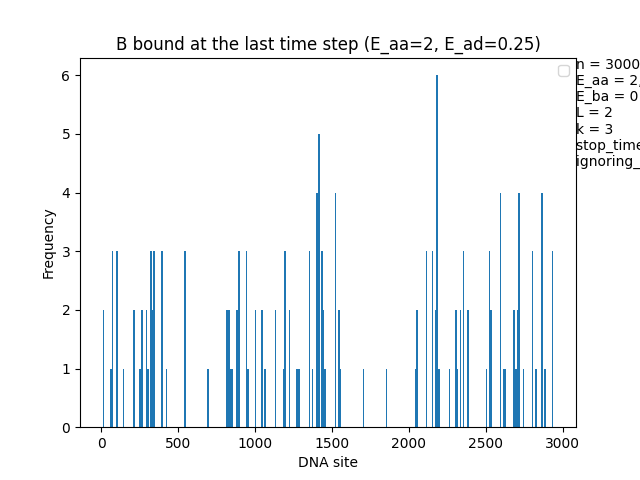 B bound at the last time step (E_aa=2, E_ad=0.25)
n = 3000
E_aa = 2,
E_ba = 0
L = 2
k = 3
stop_time
ignoring_
6
5
4
3
2
1
0
Frequency
0 500 1000 1500 2000 2500 3000
DNA site